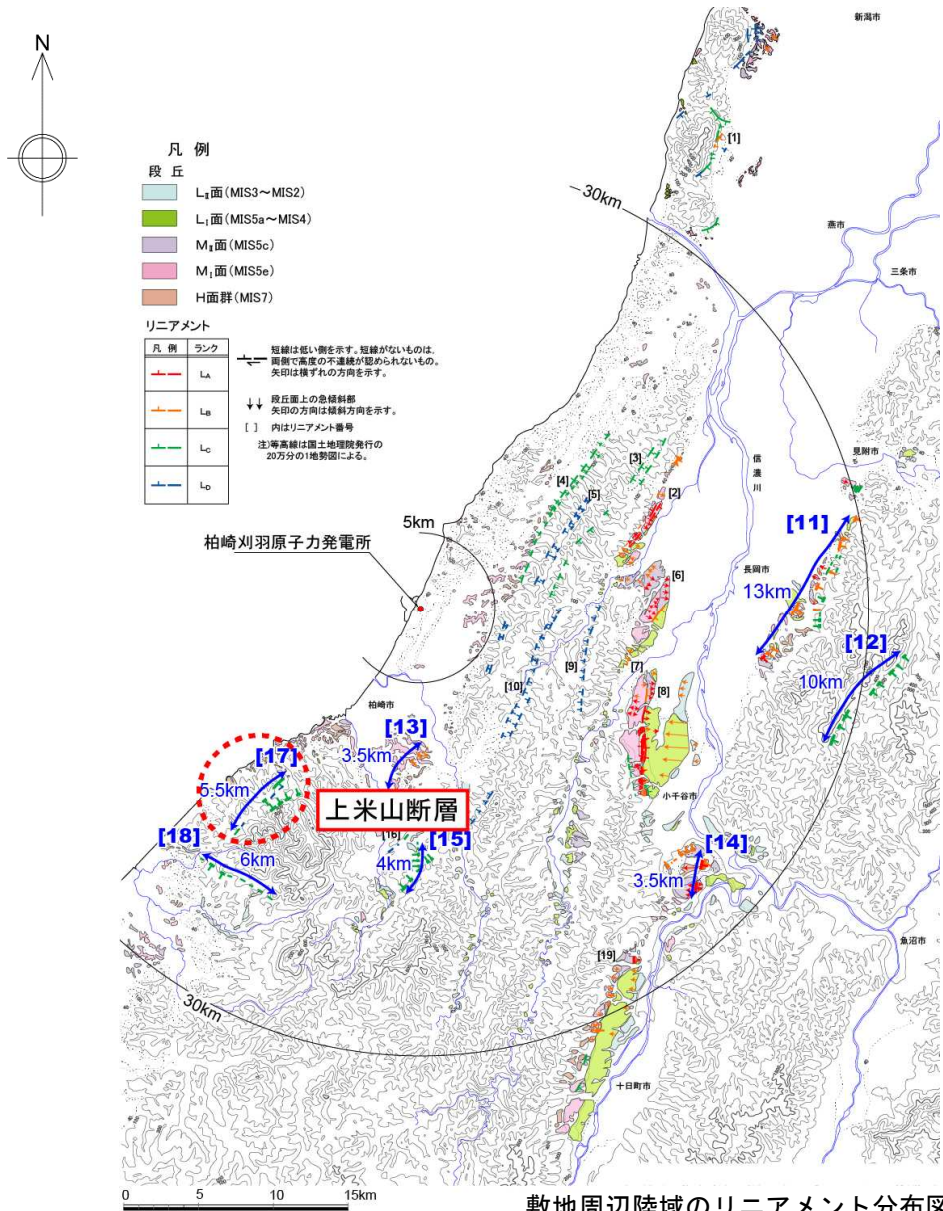 N
凡 例
段 丘
LⅡ面(MIS3～MIS2)
LⅠ面(MIS5a～MIS4)
MⅡ面(MIS5c)
MⅠ面(MIS5e)
H面群(MIS7)
リニアメント
凡 例 ランク
LA
LB
LC
LD
短線は低い側を示す。短線がないものは、
両側で高度の不連続が認められないもの。
矢印は横ずれの方向を示す。
段丘面上の急傾斜部
矢印の方向は傾斜方向を示す。
[ ] 内はリニアメント番号
注)等高線は国土地理院発行の
20万分の1地勢図による。
新潟市
[1]
30km
燕市
三条市
見附市
信濃川
[3]
[4]
[5]
[2]
5km
柏崎刈羽原子力発電所
[11]
長岡市
13km
[6]
[12]
10km
[7]
[8]
[9]
[10]
柏崎市
[13]
3.5km
[17]
5.5km
上米山断層
小千谷市
[18]
6km
[16]
[15]
4km
[14]
3.5km
魚沼市
[19]
30km
十日町市
0 5 10 15km
敷地周辺陸域のリニアメント分布図